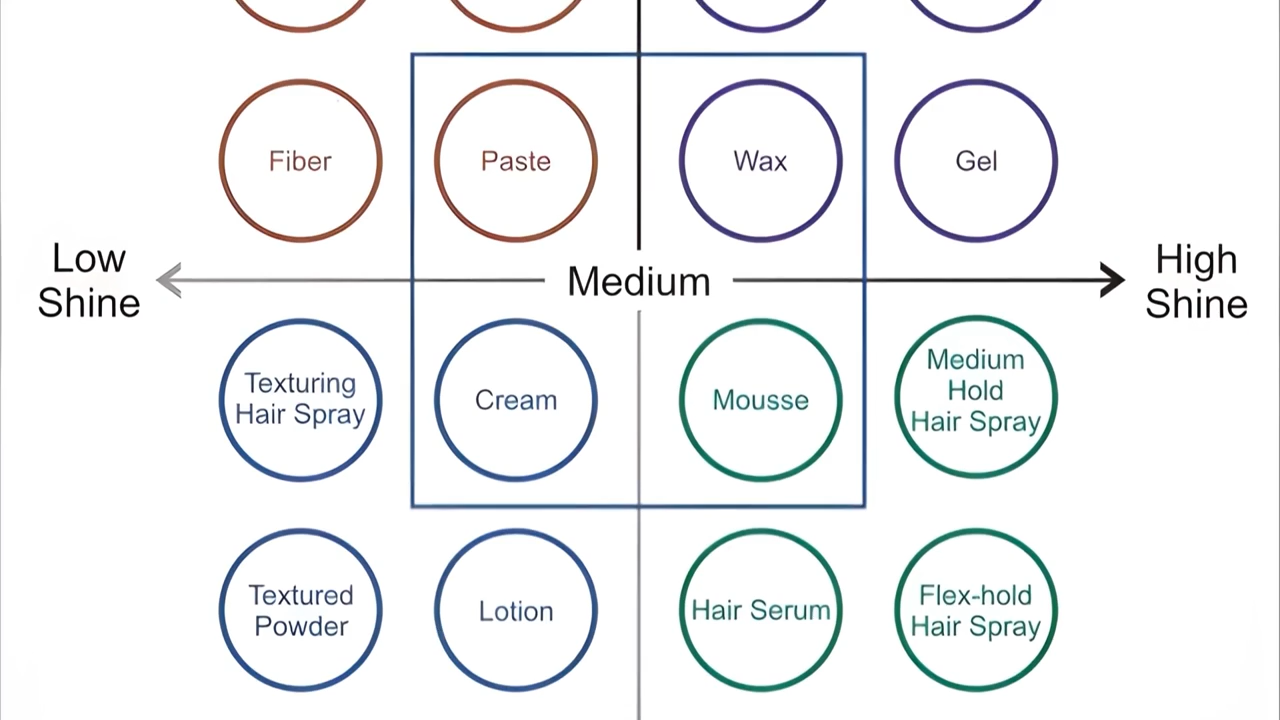 Fiber
Paste
Wax
Gel
Low
Shine
Medium
High
Shine
Texturing
Hair Spray
Cream
Mousse
Medium
Hold
Hair Spray
Textured
Powder
Lotion
Hair Serum
Flex-hold
Hair Spray